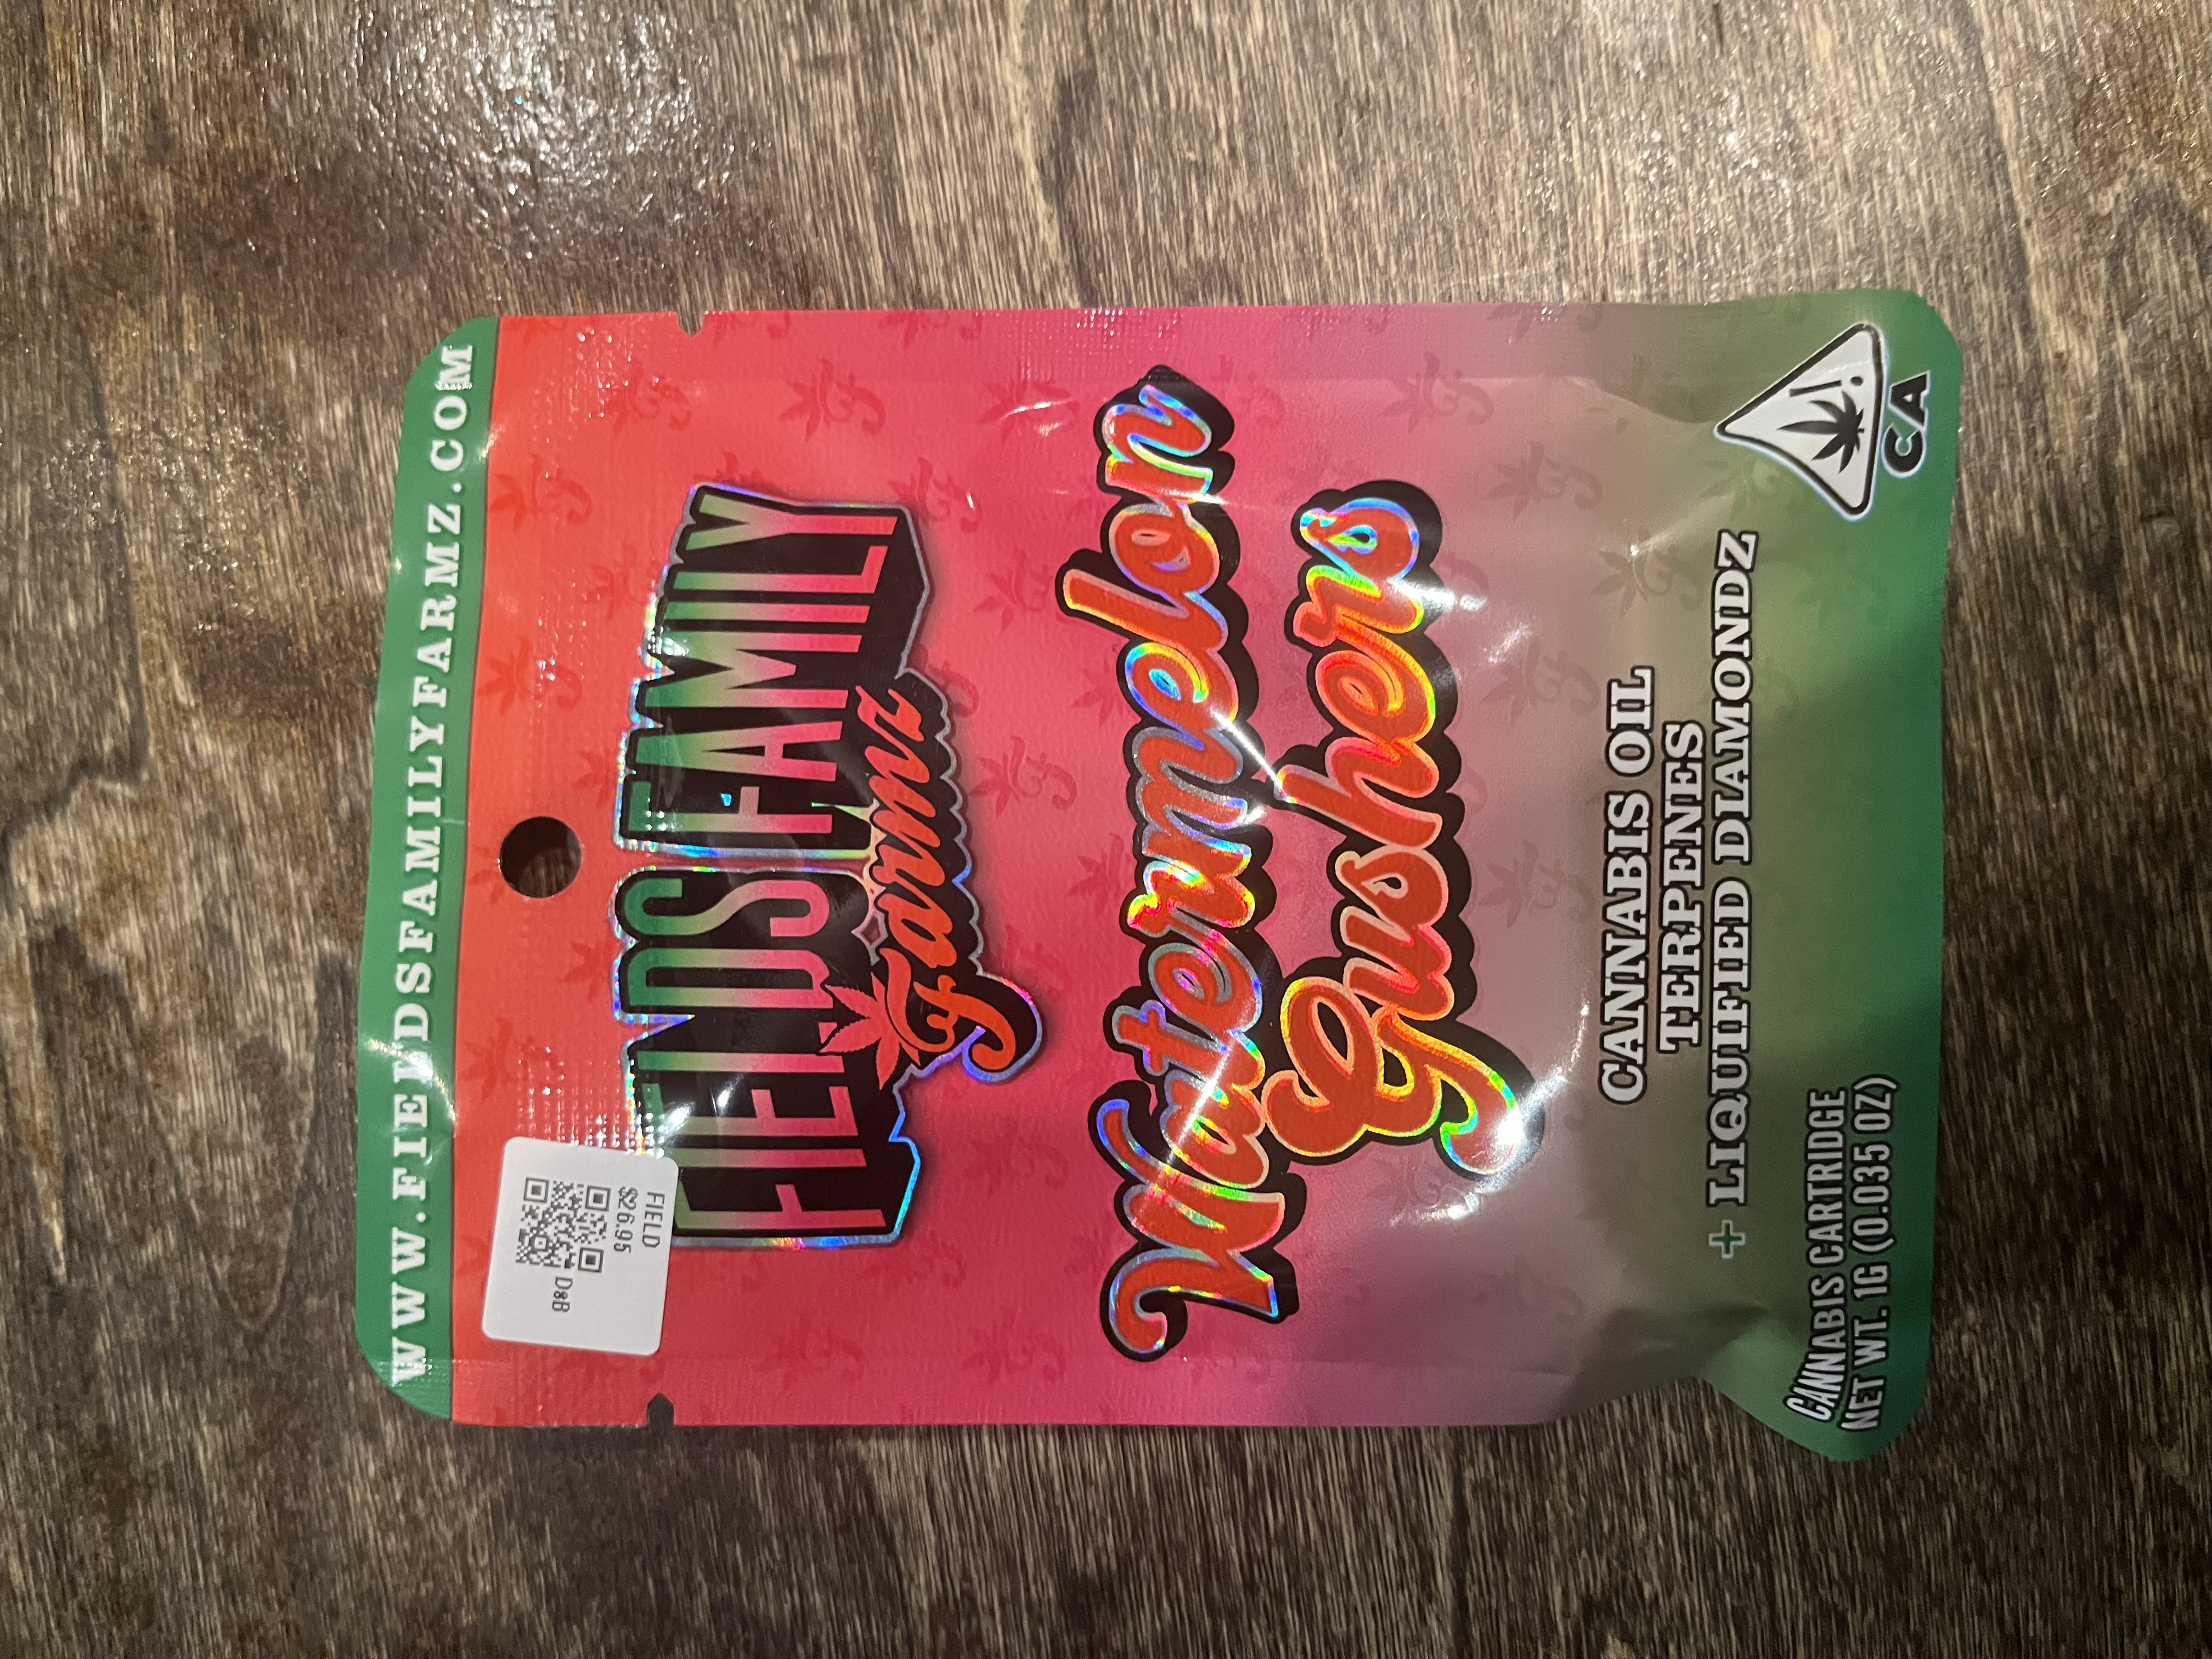 WWW.FIELDSFAMILYFARMZ.COM
FIELD
$26.95
D&B
FIELDS FAMILY
Farmz
Watermelon
Gushers
CANNABIS OIL
TERPENES
+ LIQUIFIED DIAMONDZ
CANNABIS CARTRIDGE
NET WT. 1G (0.035 OZ)
!
CA